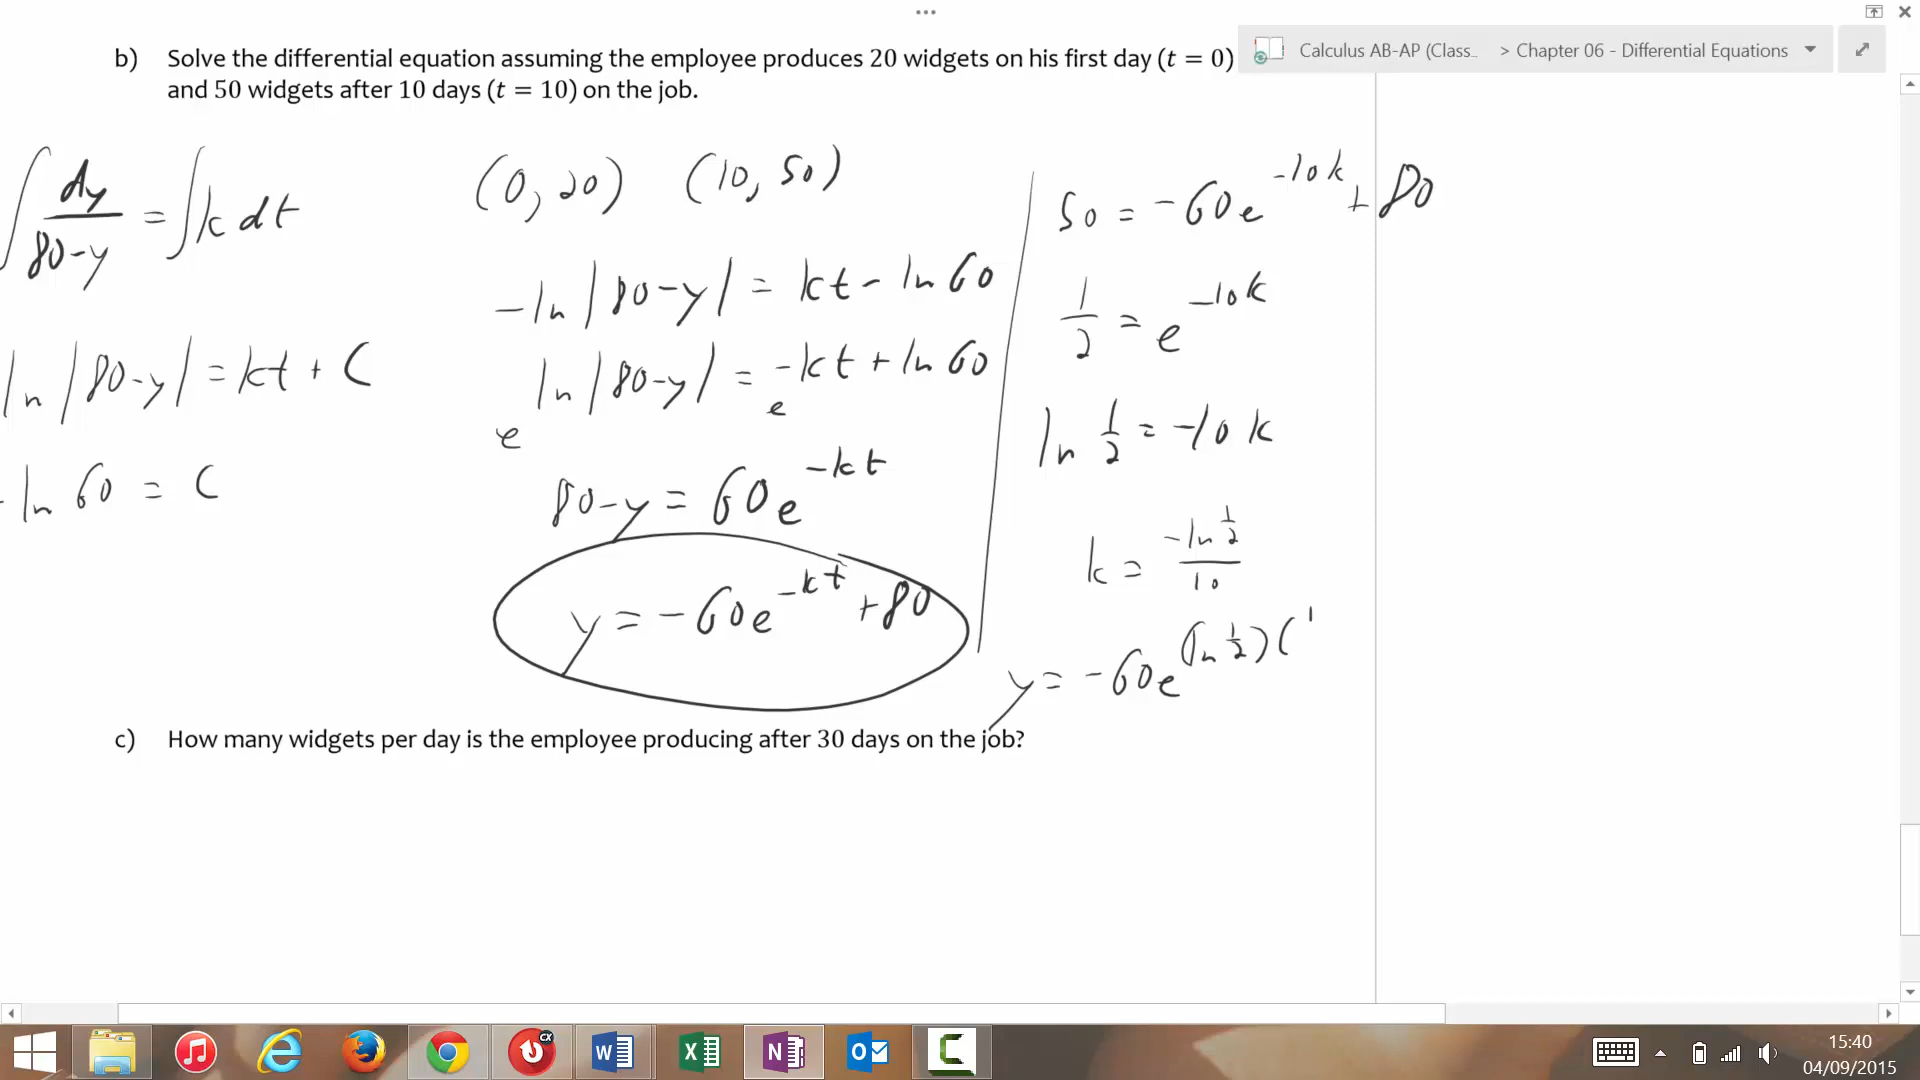 Calculus AB-AP (Class.. > Chapter 06 - Differential Equations
b) Solve the differential equation assuming the employee produces 20 widgets on his first day (t = 0)
and 50 widgets after 10 days (t = 10) on the job.
∫ dy/(80-y) = ∫ k dt
ln |80-y| = kt + C
- ln 60 = C
(0, 20) (10, 50)
-ln |80-y| = kt - ln 60
e^(ln |80-y|) = e^(-kt + ln 60)
80-y = 60e^(-kt)
y = -60e^(-kt) + 80
50 = -60e^(-10k) + 80
1/2 = e^(-10k)
ln 1/2 = -10k
k = (-ln 1/2)/10
y = -60e^((ln 1/2)(
c) How many widgets per day is the employee producing after 30 days on the job?
15:40
04/09/2015